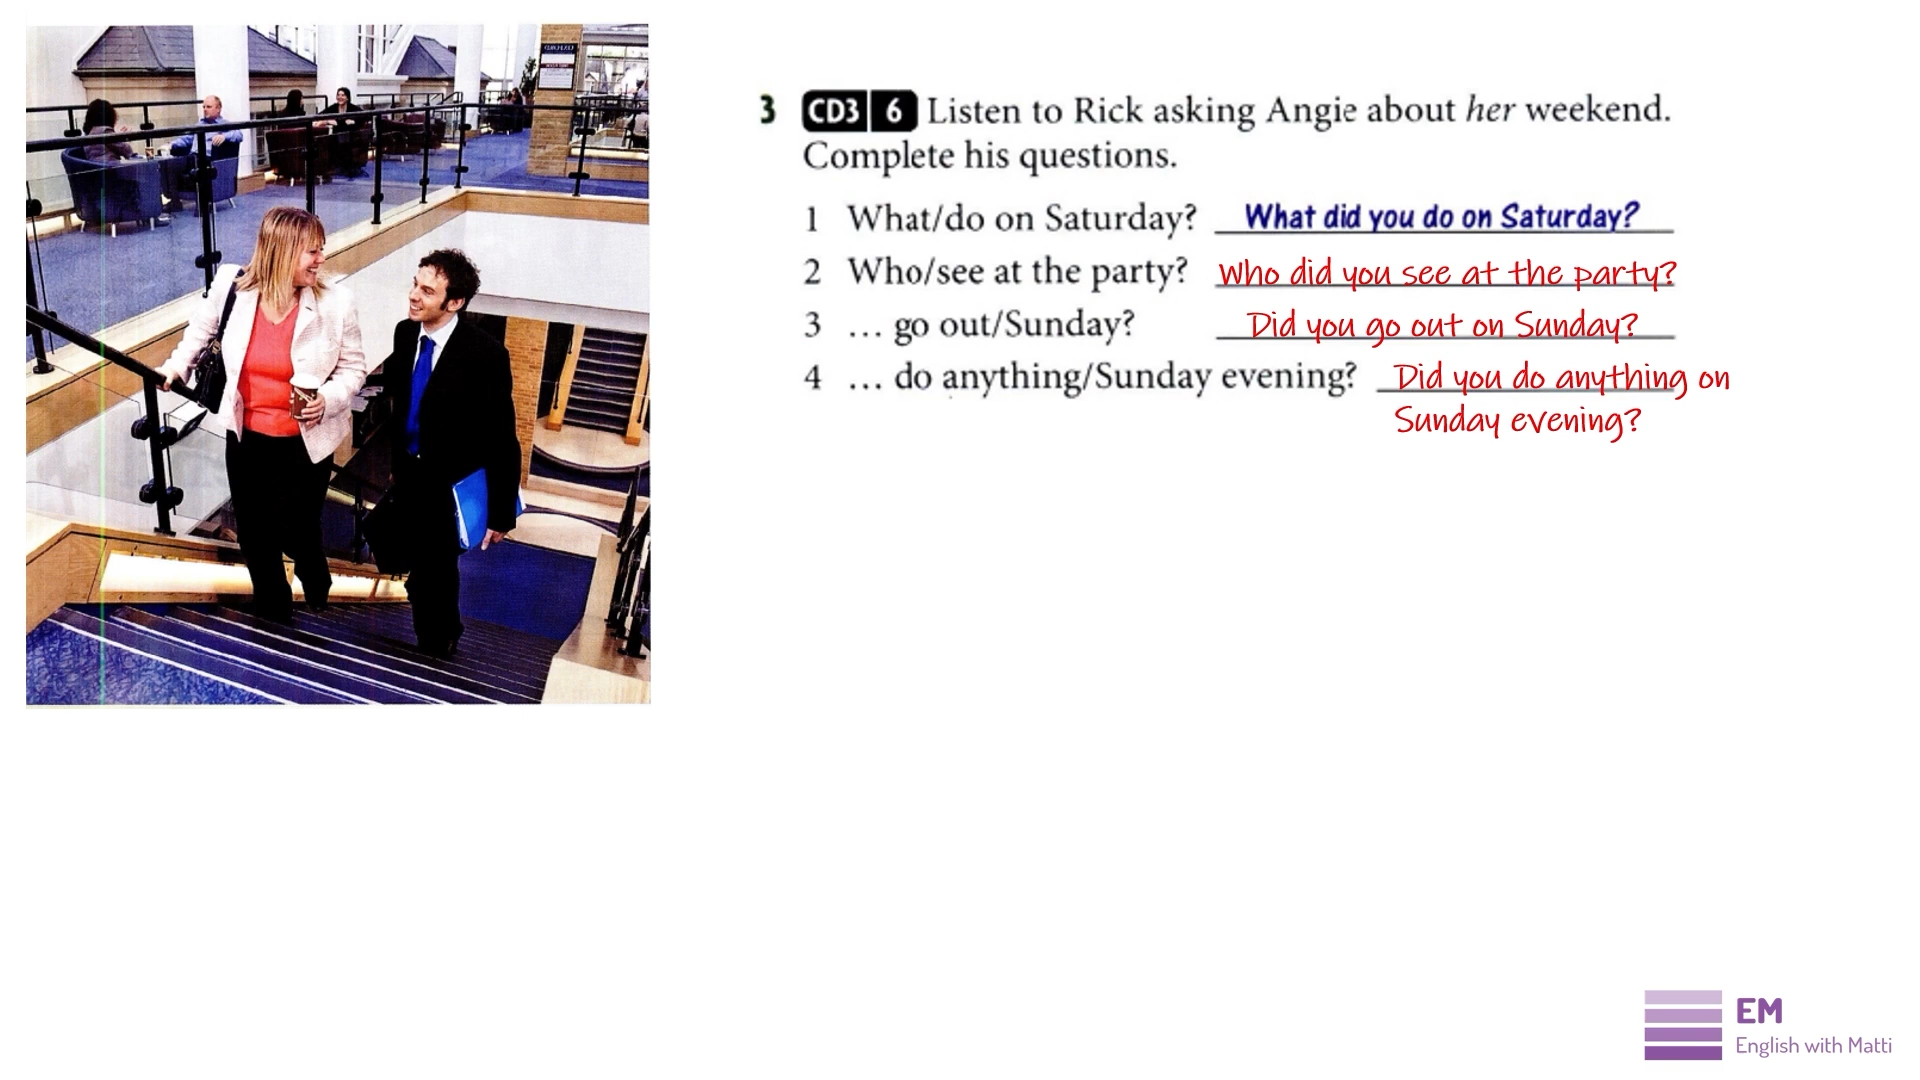 3 CD3 6 Listen to Rick asking Angie about her weekend.
Complete his questions.
1 What/do on Saturday? What did you do on Saturday?
2 Who/see at the party? Who did you see at the party?
3 ... go out/Sunday? Did you go out on Sunday?
4 ... do anything/Sunday evening? Did you do anything on
Sunday evening?
EM
English with Matti